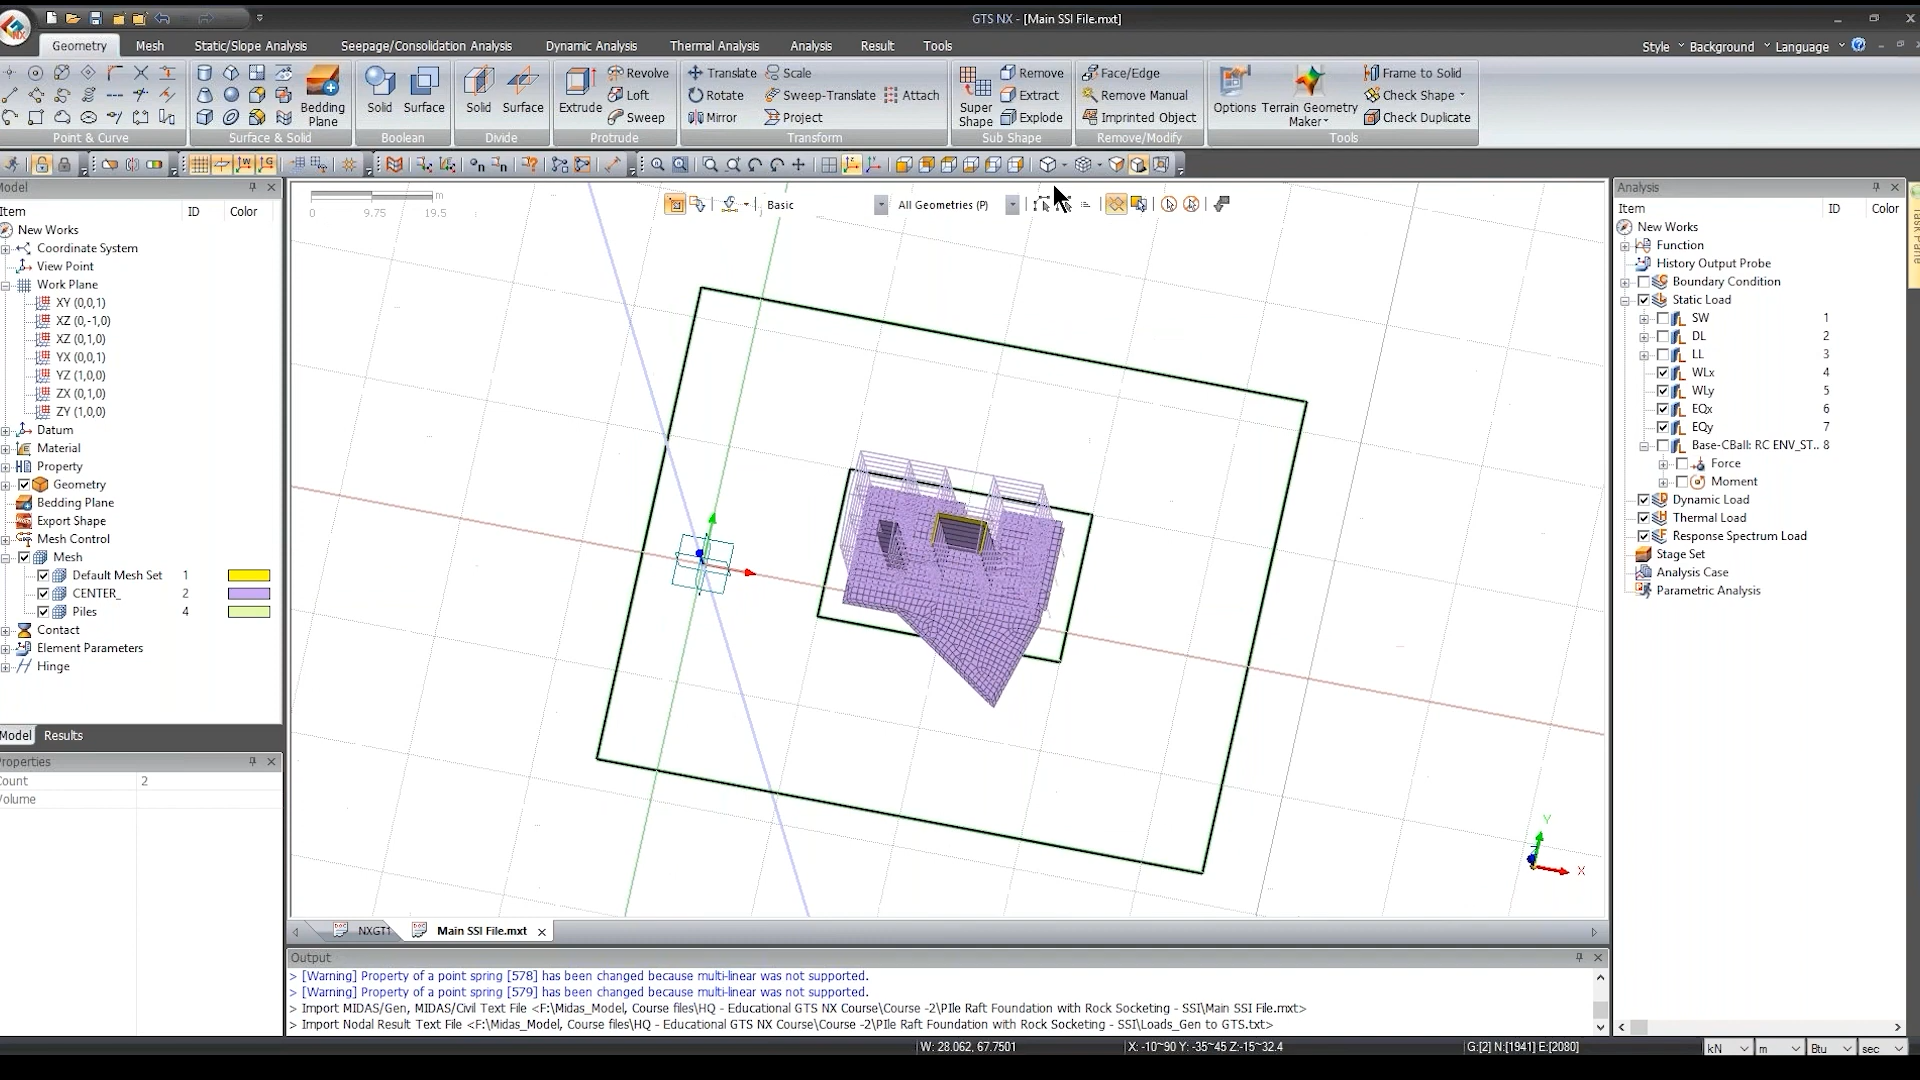 GTS NX - [Main SSI File.mxt]
Geometry Mesh Static/Slope Analysis Seepage/Consolidation Analysis Dynamic Analysis Thermal Analysis Analysis Result Tools
Style Background Language
Revolve Translate Scale Remove Face/Edge Frame to Solid
Loft Rotate Sweep-Translate Attach Extract Remove Manual Check Shape
Bedding Plane Solid Surface Solid Surface Extrude Super Shape Options Terrain Geometry Maker
Sweep Mirror Project Explode Imprinted Object Check Duplicate
Point & Curve Surface & Solid Boolean Divide Protrude Transform Sub Shape Remove/Modify Tools
Model
Item ID Color
New Works
Coordinate System
View Point
Work Plane
XY (0,0,1)
XZ (0,-1,0)
XZ (0,1,0)
YX (0,0,1)
YZ (1,0,0)
ZX (0,1,0)
ZY (1,0,0)
Datum
Material
Property
Geometry
Bedding Plane
Export Shape
Mesh Control
Mesh
Default Mesh Set 1
CENTER_ 2
Piles 4
Contact
Element Parameters
Hinge
Model Results
Properties
Count 2
Volume
m
0 9.75 19.5
Basic All Geometries (P)
Y
Z
X
NXGT1 Main SSI File.mxt
Output
> [Warning] Property of a point spring [578] has been changed because multi-linear was not supported.
> [Warning] Property of a point spring [579] has been changed because multi-linear was not supported.
> Import MIDAS/Gen, MIDAS/Civil Text File <F:\Midas_Model, Course files\HQ - Educational GTS NX Course\Course -2\PIle Raft Foundation with Rock Socketing - SSI\Main SSI File.mxt>
> Import Nodal Result Text File <F:\Midas_Model, Course files\HQ - Educational GTS NX Course\Course -2\PIle Raft Foundation with Rock Socketing - SSI\Loads_Gen to GTS.txt>
Analysis
Item ID Color
New Works
Function
History Output Probe
Boundary Condition
Static Load
SW 1
DL 2
LL 3
WLx 4
WLy 5
EQx 6
EQy 7
Base-CBall: RC ENV_ST.. 8
Force
Moment
Dynamic Load
Thermal Load
Response Spectrum Load
Stage Set
Analysis Case
Parametric Analysis
Task Pane
W: 28.062, 67.7501 X: -10~90 Y: -35~45 Z:-15~32.4 G:[2] N:[1941] E:[2080] kN m Btu sec